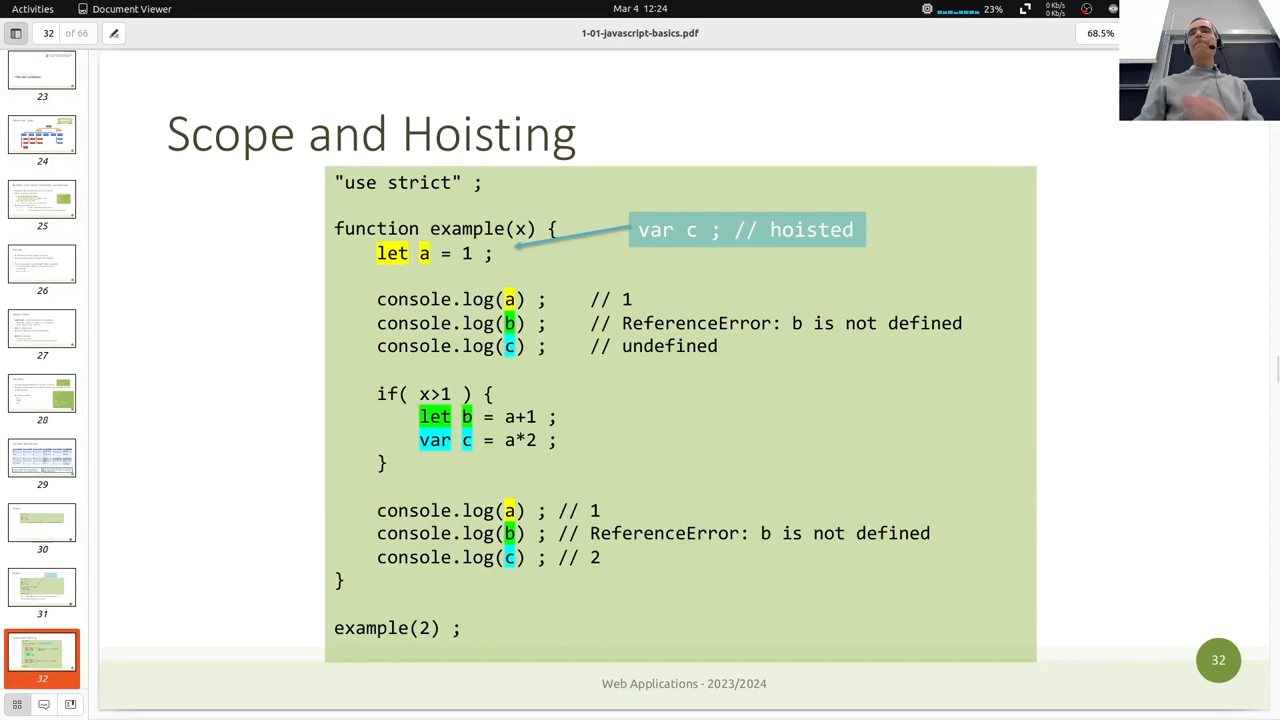 Activities
Document Viewer
Mar 4 12:24
23%
0 Kb/s
0 Kb/s
32 of 66
1-01-javascript-basics.pdf
68.5%
23
24
25
26
27
28
29
30
31
32
Scope and Hoisting
"use strict" ;
function example(x) {
var c ; // hoisted
let a = 1 ;
console.log(a) ; // 1
console.log(b) ; // ReferenceError: b is not defined
console.log(c) ; // undefined
if( x>1 ) {
let b = a+1 ;
var c = a*2 ;
}
console.log(a) ; // 1
console.log(b) ; // ReferenceError: b is not defined
console.log(c) ; // 2
}
example(2) ;
32
Web Applications - 2023/2024